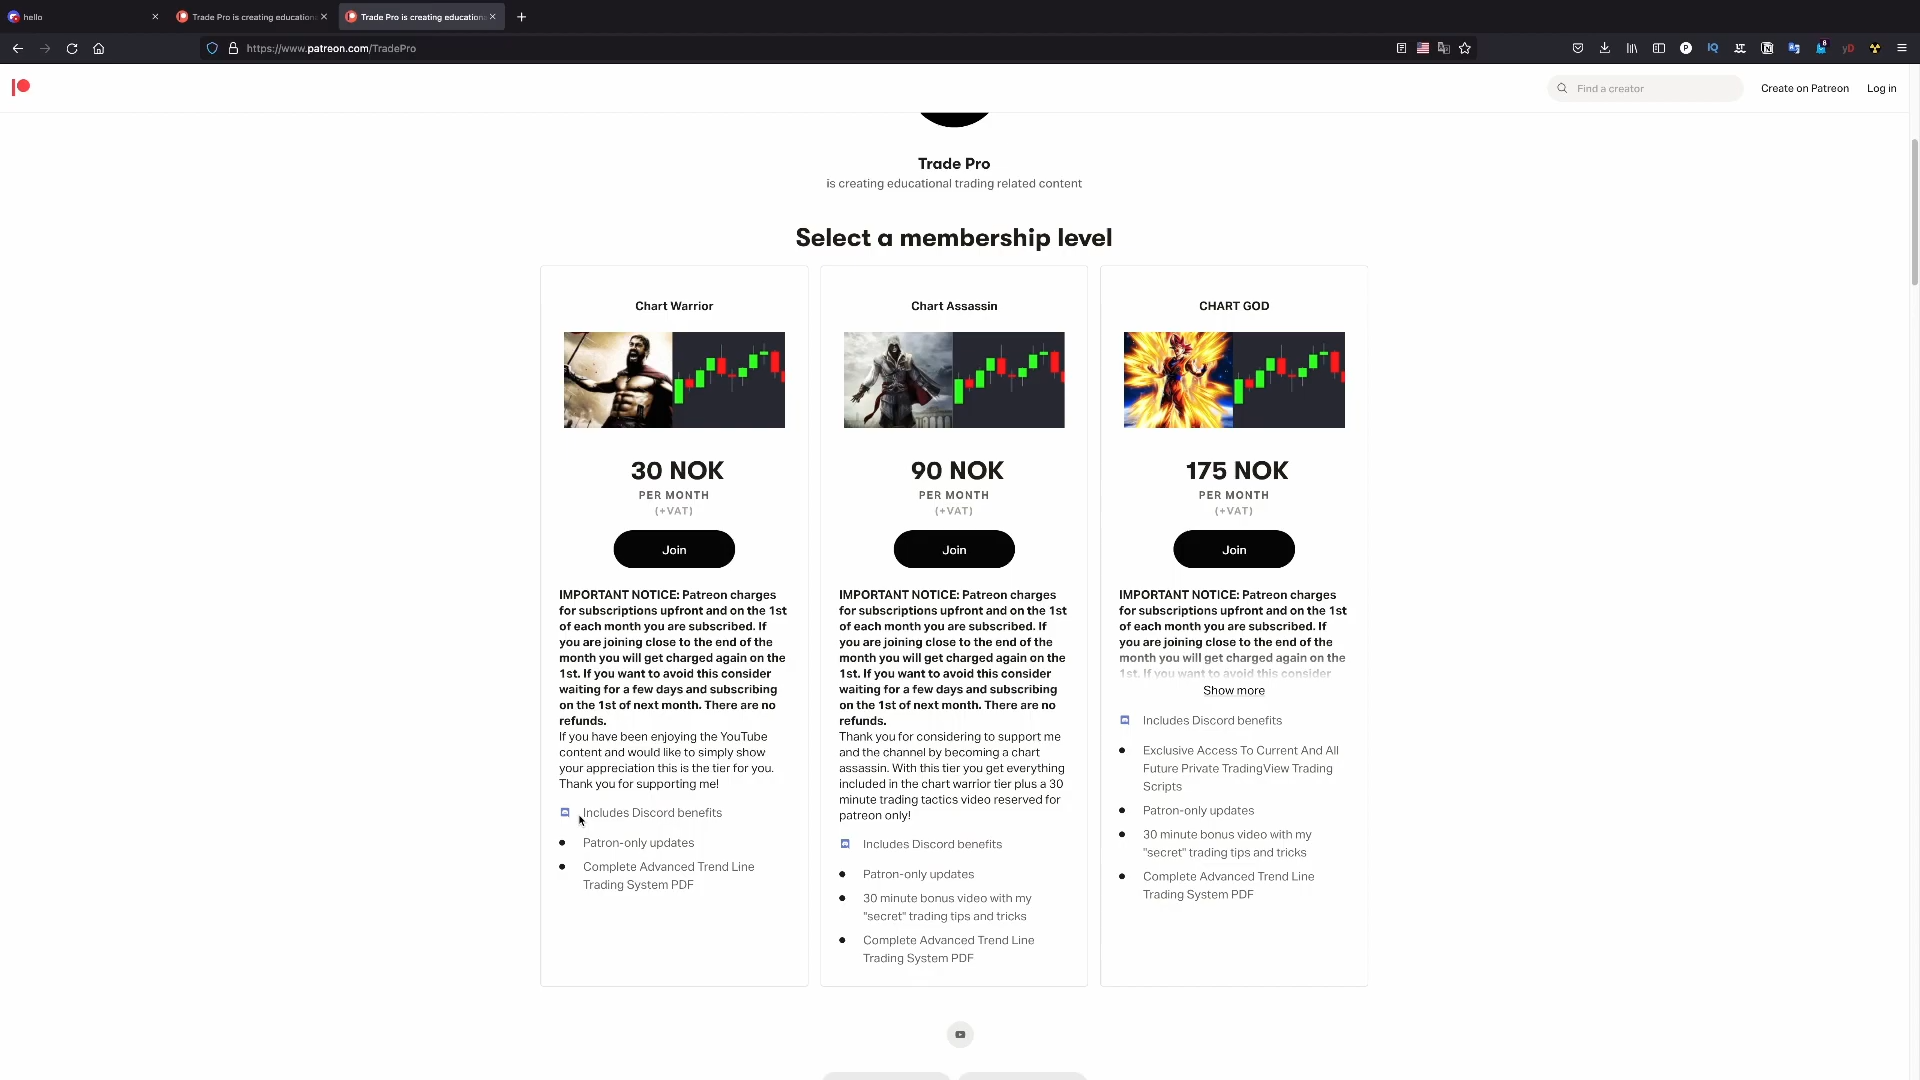 hello
Trade Pro is creating education
Trade Pro is creating education
https://www.patreon.com/TradePro
Find a creator
Create on Patreon
Log in
Trade Pro
is creating educational trading related content
Select a membership level
Chart Warrior
30 NOK
PER MONTH
(+VAT)
Join
IMPORTANT NOTICE: Patreon charges
for subscriptions upfront and on the 1st
of each month you are subscribed. If
you are joining close to the end of the
month you will get charged again on the
1st. If you want to avoid this consider
waiting for a few days and subscribing
on the 1st of next month. There are no
refunds.
If you have been enjoying the YouTube
content and would like to simply show
your appreciation this is the tier for you.
Thank you for supporting me!
Includes Discord benefits
Patron-only updates
Complete Advanced Trend Line
Trading System PDF
Chart Assassin
90 NOK
PER MONTH
(+VAT)
Join
IMPORTANT NOTICE: Patreon charges
for subscriptions upfront and on the 1st
of each month you are subscribed. If
you are joining close to the end of the
month you will get charged again on the
1st. If you want to avoid this consider
waiting for a few days and subscribing
on the 1st of next month. There are no
refunds.
Thank you for considering to support me
and the channel by becoming a chart
assassin. With this tier you get everything
included in the chart warrior tier plus a 30
minute trading tactics video reserved for
patreon only!
Includes Discord benefits
Patron-only updates
30 minute bonus video with my
"secret" trading tips and tricks
Complete Advanced Trend Line
Trading System PDF
CHART GOD
175 NOK
PER MONTH
(+VAT)
Join
IMPORTANT NOTICE: Patreon charges
for subscriptions upfront and on the 1st
of each month you are subscribed. If
you are joining close to the end of the
month you will get charged again on the
1st. If you want to avoid this consider
Show more
Includes Discord benefits
Exclusive Access To Current And All
Future Private TradingView Trading
Scripts
Patron-only updates
30 minute bonus video with my
"secret" trading tips and tricks
Complete Advanced Trend Line
Trading System PDF